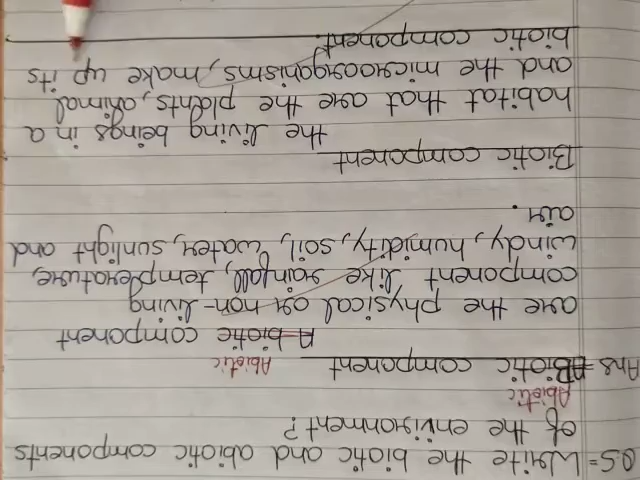 Q5= Write the biotic and abiotic components
of the environment?
Abiotic
Ans= ABiotic component Abiotic
A-biotic component
are the physical or non-living
component like rainfall, temperature,
windy, humidity, soil, water, sunlight and
air.
Biotic component
the living beings in a
habitat that are the plants, animal
and the microorganisms, make up its
biotic component.